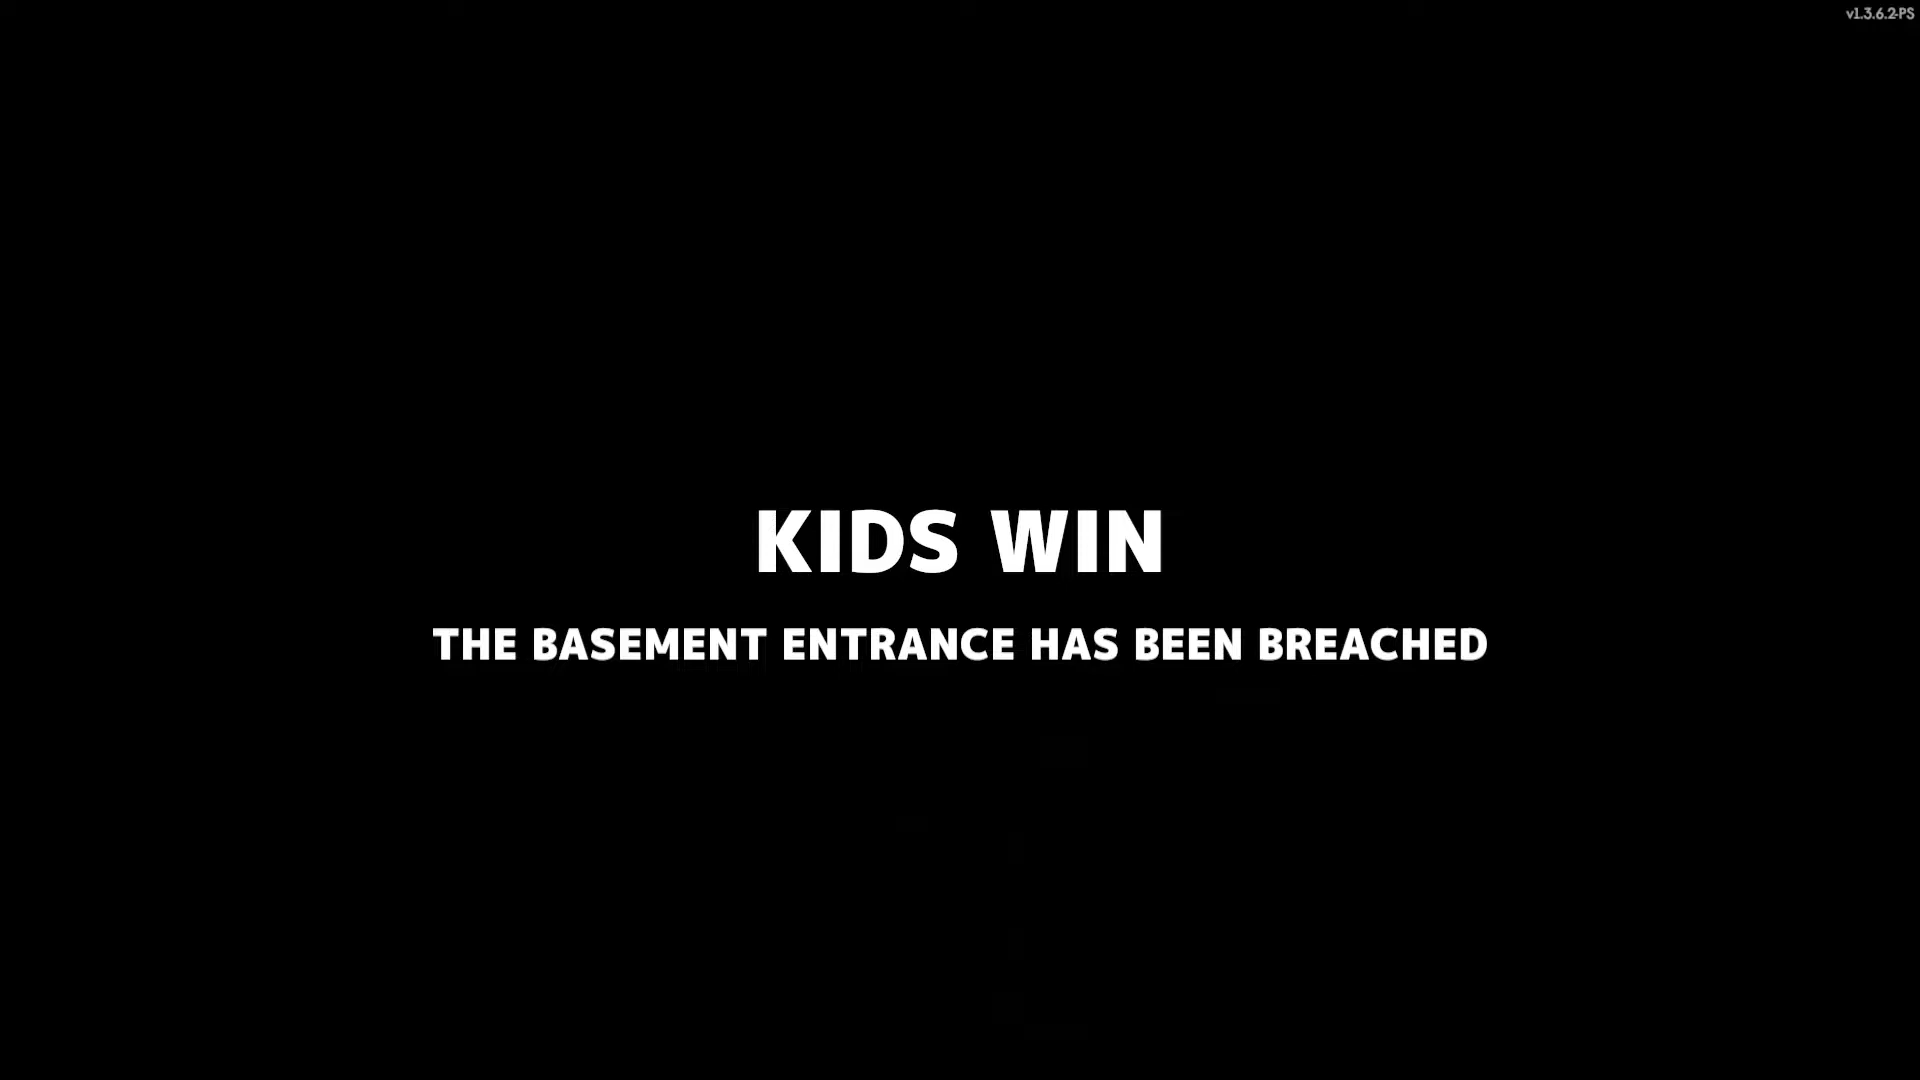 v1.3.6.2-PS
KIDS WIN
THE BASEMENT ENTRANCE HAS BEEN BREACHED